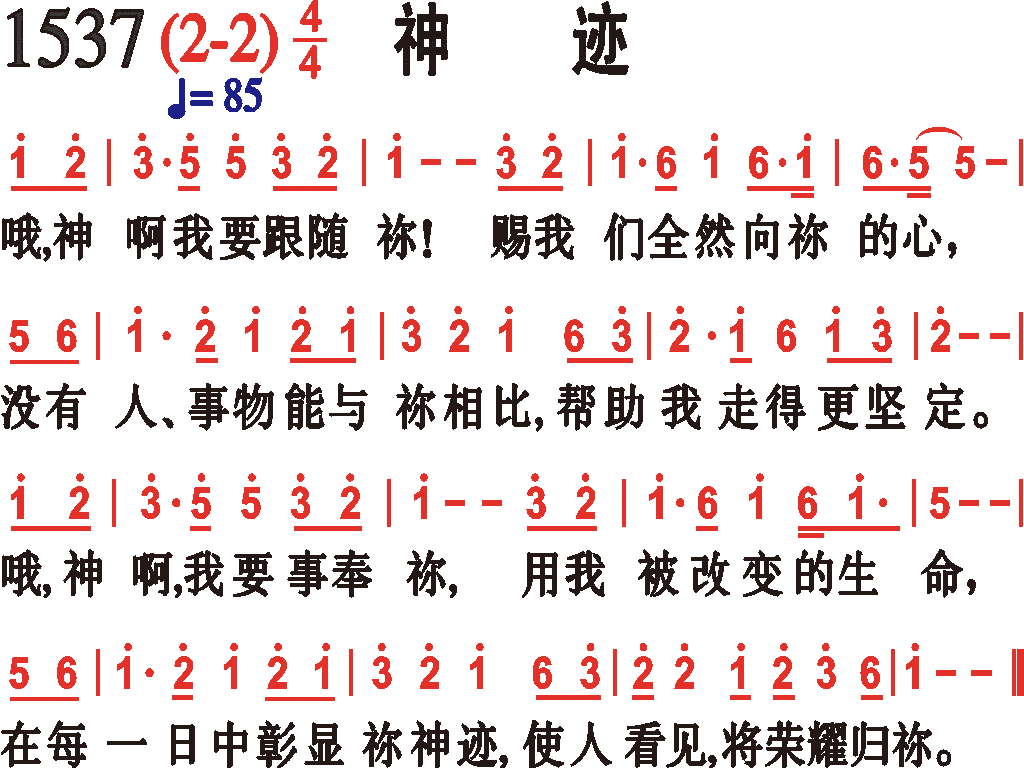 1537 (2-2) 4/4 神 迹
♩= 85
1̇ 2̇ | 3̇· 5̇ 5 3̇ 2̇ | 1̇ - - 3̇ 2̇ | 1̇· 6 1̇ 6· 1̇ | 6· 5 5 - |
哦,神 啊我要跟随 祢! 赐我 们全然向祢 的心,
5 6 | 1̇· 2̇ 1̇ 2̇ 1̇ | 3̇ 2̇ 1̇ 6 3̇ | 2̇· 1̇ 6 1̇ 3̇ | 2̇ - - |
没有 人、事物能与 祢相比,帮助我走得更坚 定。
1̇ 2̇ | 3̇· 5̇ 5̇ 3̇ 2̇ | 1̇ - - 3̇ 2̇ | 1̇· 6 1̇ 6 1̇· | 5 - - |
哦,神 啊,我要事奉 祢, 用我 被改变的生 命,
5 6 | 1̇· 2̇ 1̇ 2̇ 1̇ | 3̇ 2̇ 1̇ 6 3̇ | 2̇ 2̇ 1̇ 2̇ 3̇ 6 | 1̇ - - ‖
在每 一日中彰显 祢神迹,使人看见,将荣耀归祢。